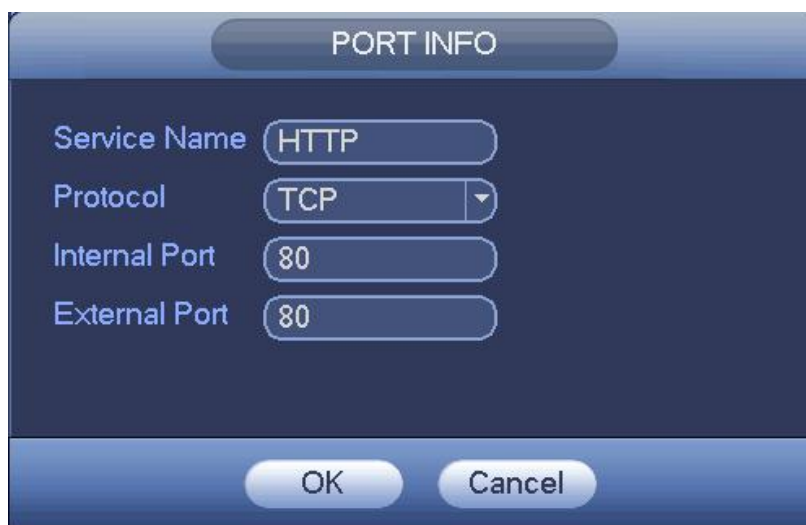 PORT INFO
Service Name HTTP
Protocol TCP
Internal Port 80
External Port 80
OK Cancel